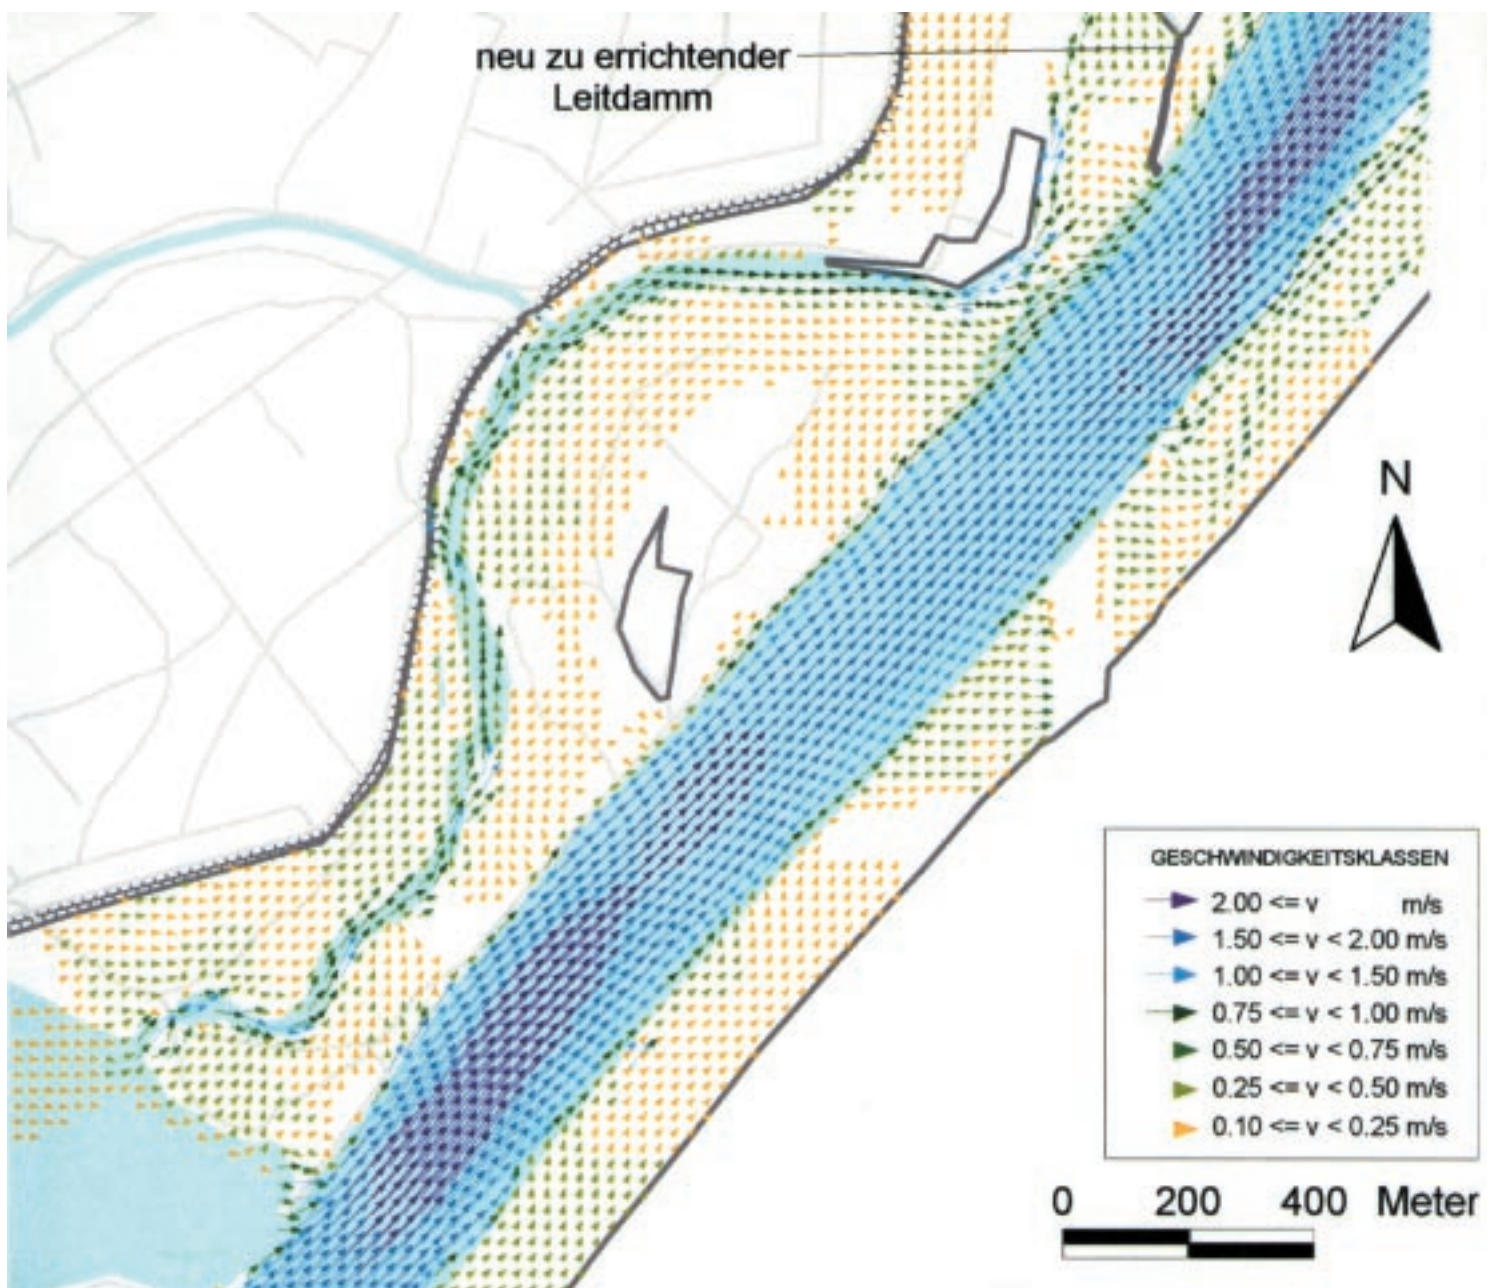 neu zu errichtender
Leitdamm
N
GESCHWINDIGKEITSKLASSEN
2.00 <= v m/s
1.50 <= v < 2.00 m/s
1.00 <= v < 1.50 m/s
0.75 <= v < 1.00 m/s
0.50 <= v < 0.75 m/s
0.25 <= v < 0.50 m/s
0.10 <= v < 0.25 m/s
0 200 400 Meter